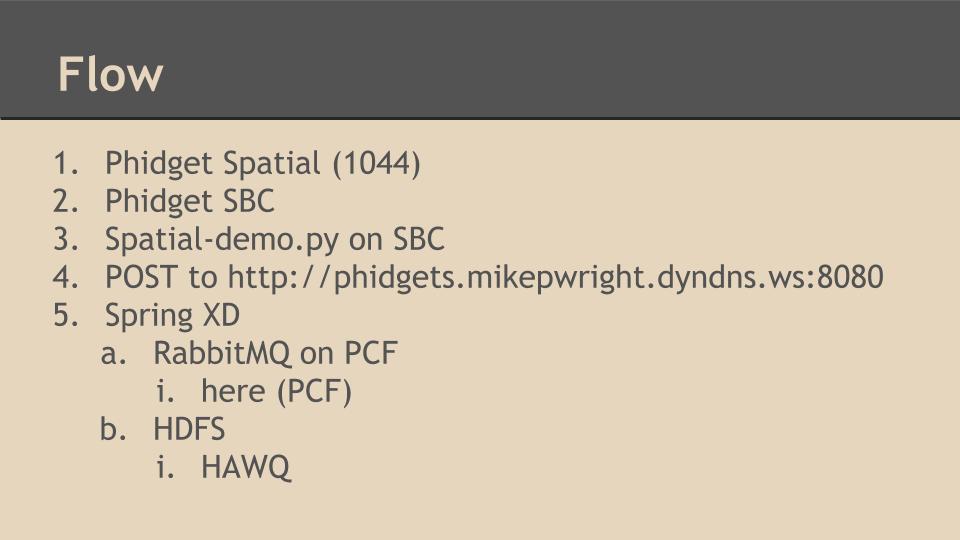 Flow
1. Phidget Spatial (1044)
2. Phidget SBC
3. Spatial-demo.py on SBC
4. POST to http://phidgets.mikepwright.dyndns.ws:8080
5. Spring XD
a. RabbitMQ on PCF
i. here (PCF)
b. HDFS
i. HAWQ